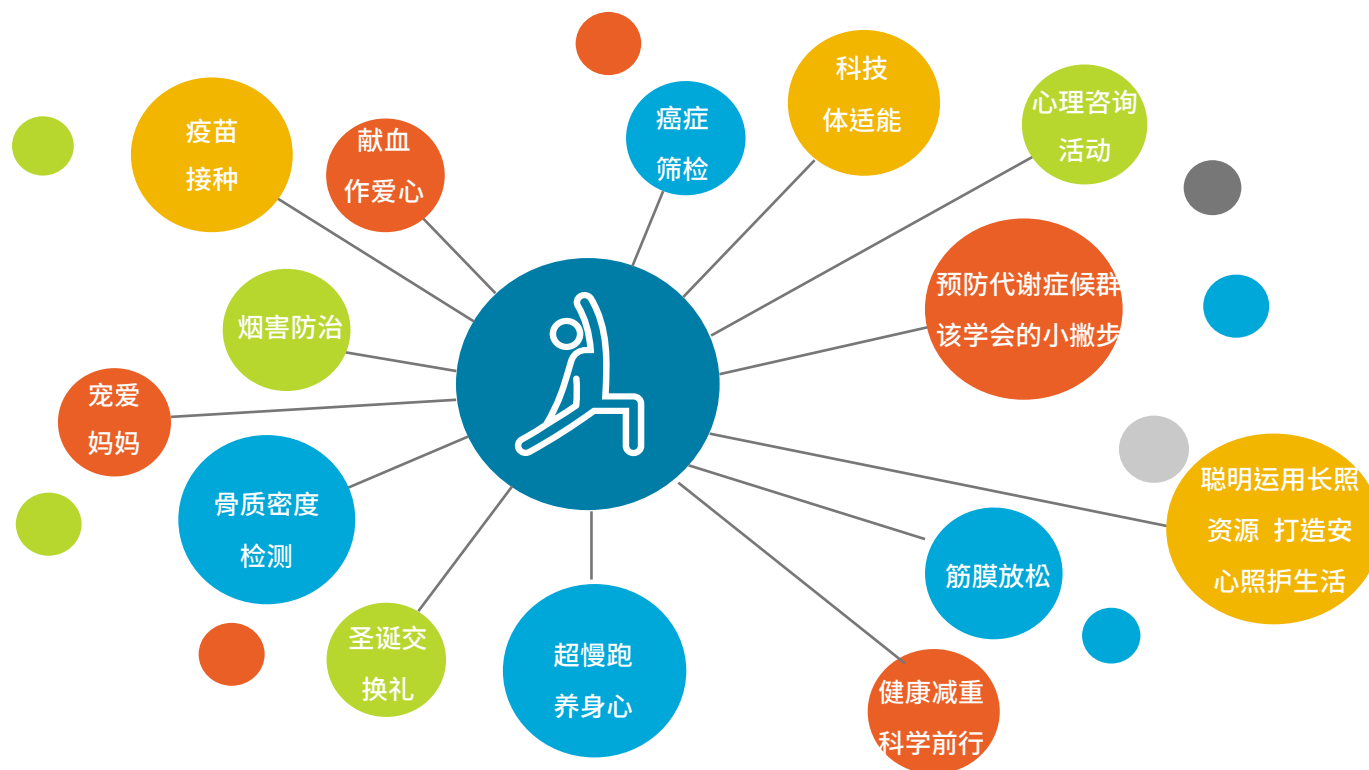 疫苗
接种
献血
作爱心
癌症
筛检
科技
体适能
心理咨询
活动
烟害防治
预防代谢症候群
该学会的小撇步
宠爱
妈妈
骨质密度
检测
聪明运用长照
资源 打造安
心照护生活
筋膜放松
圣诞交
换礼
超慢跑
养身心
健康减重
科学前行